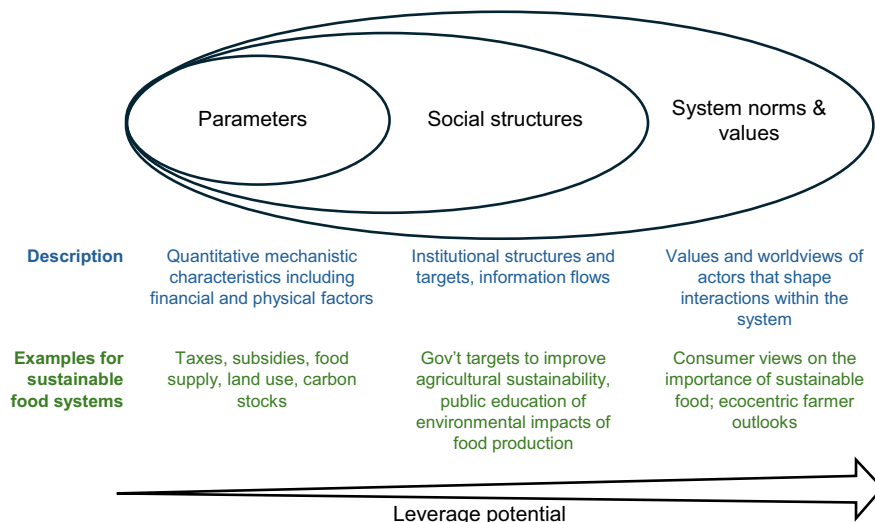 Parameters
Social structures
System norms &
values
Description
Quantitative mechanistic
characteristics including
financial and physical factors
Institutional structures and
targets, information flows
Values and worldviews of
actors that shape
interactions within the
system
Examples for
sustainable
food systems
Taxes, subsidies, food
supply, land use, carbon
stocks
Gov't targets to improve
agricultural sustainability,
public education of
environmental impacts of
food production
Consumer views on the
importance of sustainable
food; ecocentric farmer
outlooks
Leverage potential